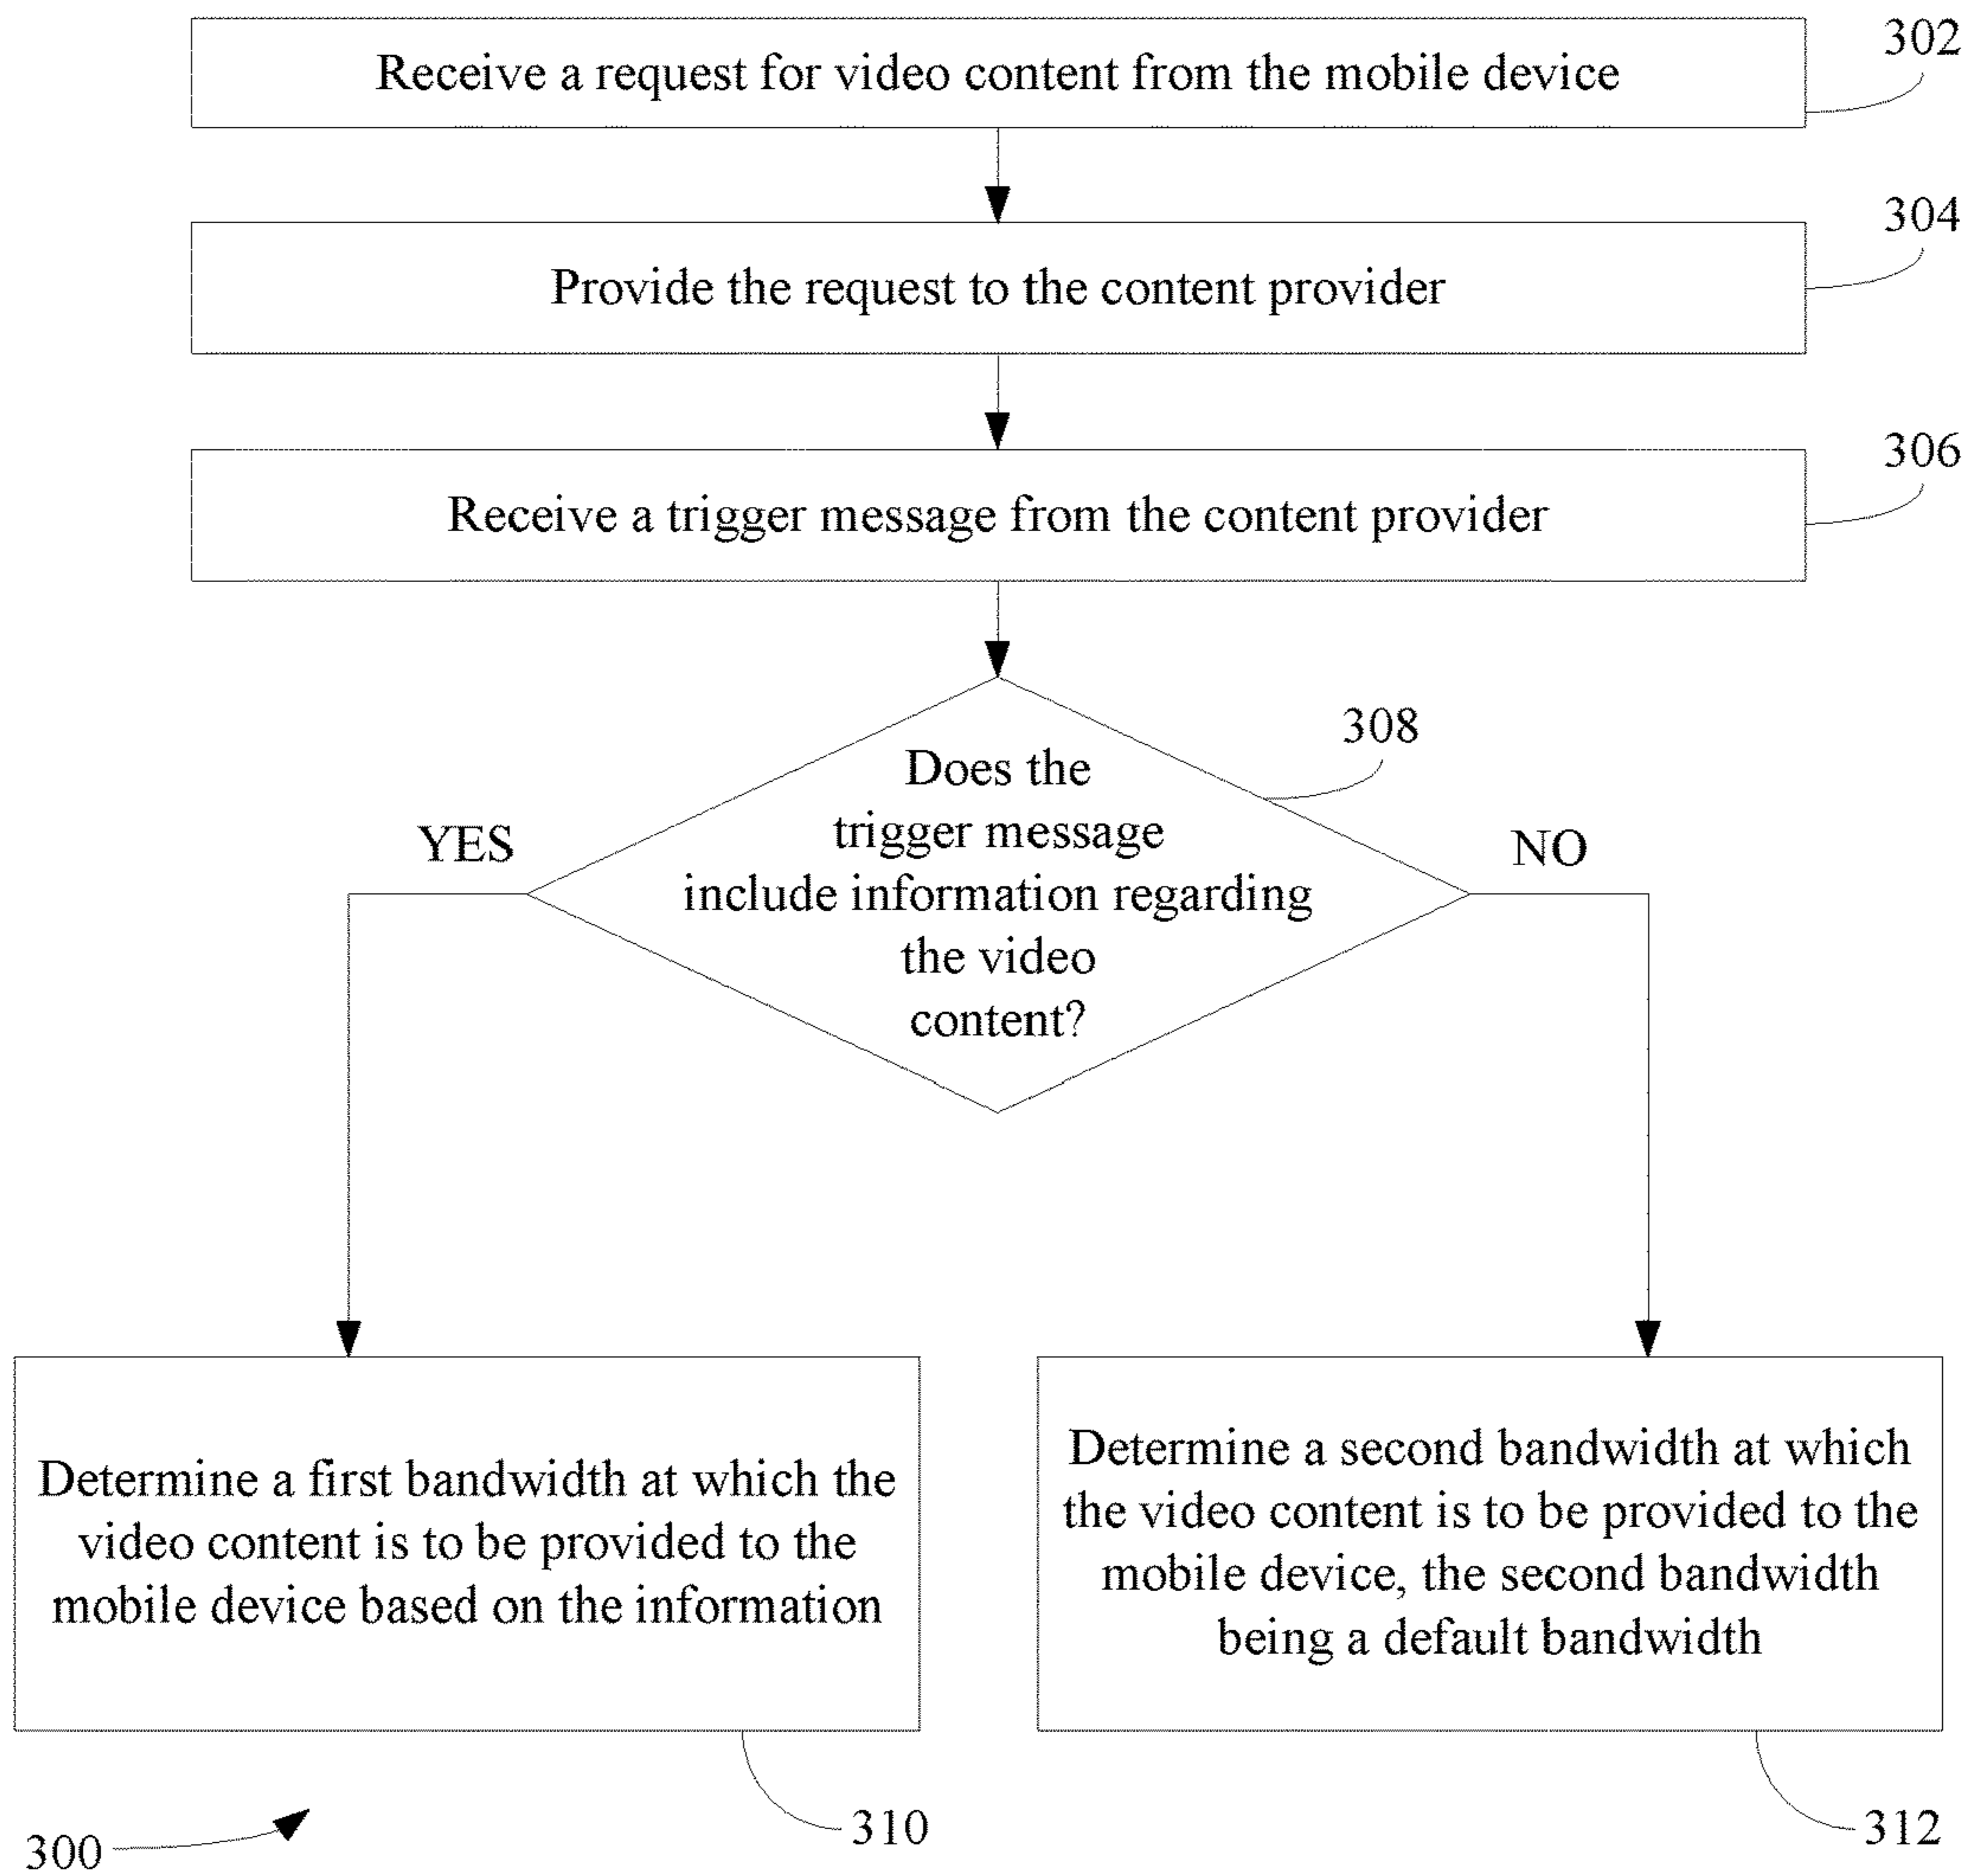 302
Receive a request for video content from the mobile device
304
Provide the request to the content provider
306
Receive a trigger message from the content provider
308
Does the
trigger message
include information regarding
the video
content?
YES
NO
Determine a first bandwidth at which the
video content is to be provided to the
mobile device based on the information
Determine a second bandwidth at which
the video content is to be provided to the
mobile device, the second bandwidth
being a default bandwidth
310
312
300